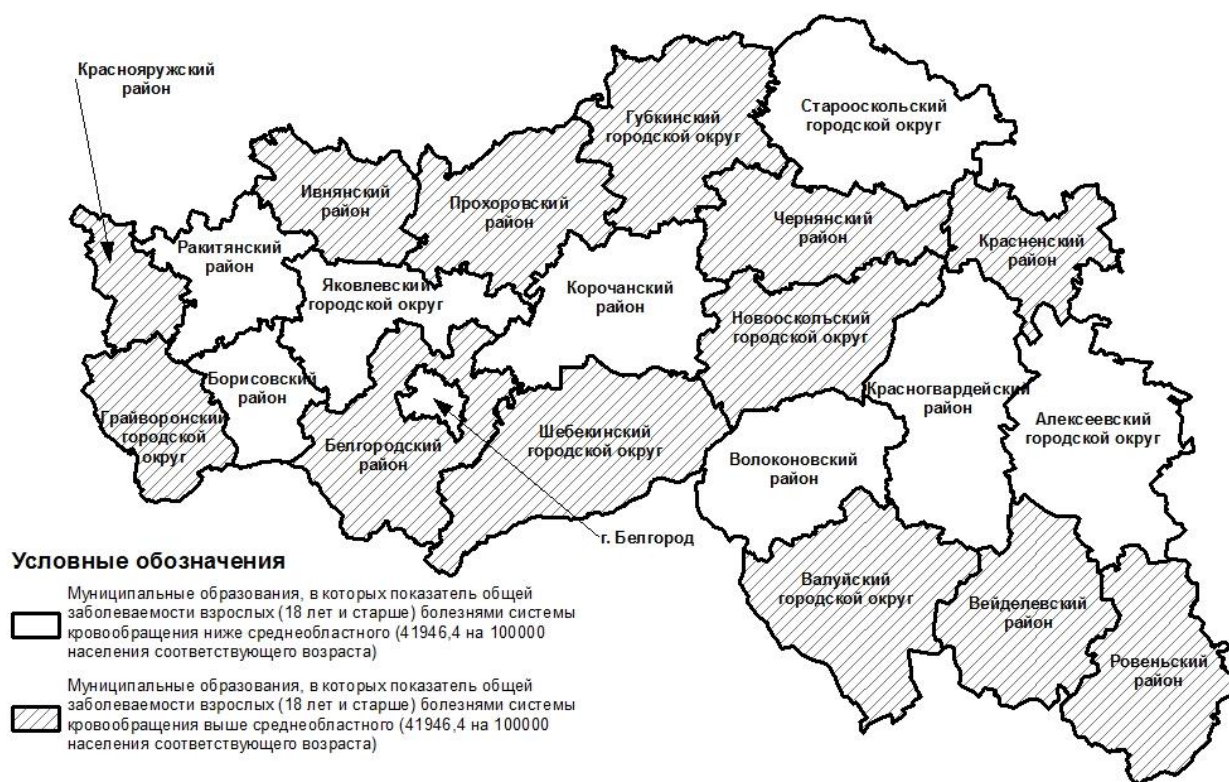 Краснояружский
район
Губкинский
городской округ
Старооскольский
городской округ
Ивнянский
район
Прохоровский
район
Чернянский
район
Красненский
район
Ракитянский
район
Яковлевский
городской округ
Корочанский
район
Новооскольский
городской округ
Борисовский
район
Красногвардейский
район
Грайворонский
городской
округ
Белгородский
район
Шебекинский
городской округ
Алексеевский
городской округ
Волоконовский
район
г. Белгород
Валуйский
городской округ
Вейделевский
район
Ровеньский
район
Условные обозначения
Муниципальные образования, в которых показатель общей
заболеваемости взрослых (18 лет и старше) болезнями системы
кровообращения ниже среднеобластного (41946,4 на 100000
населения соответствующего возраста)
Муниципальные образования, в которых показатель общей
заболеваемости взрослых (18 лет и старше) болезнями системы
кровообращения выше среднеобластного (41946,4 на 100000
населения соответствующего возраста)